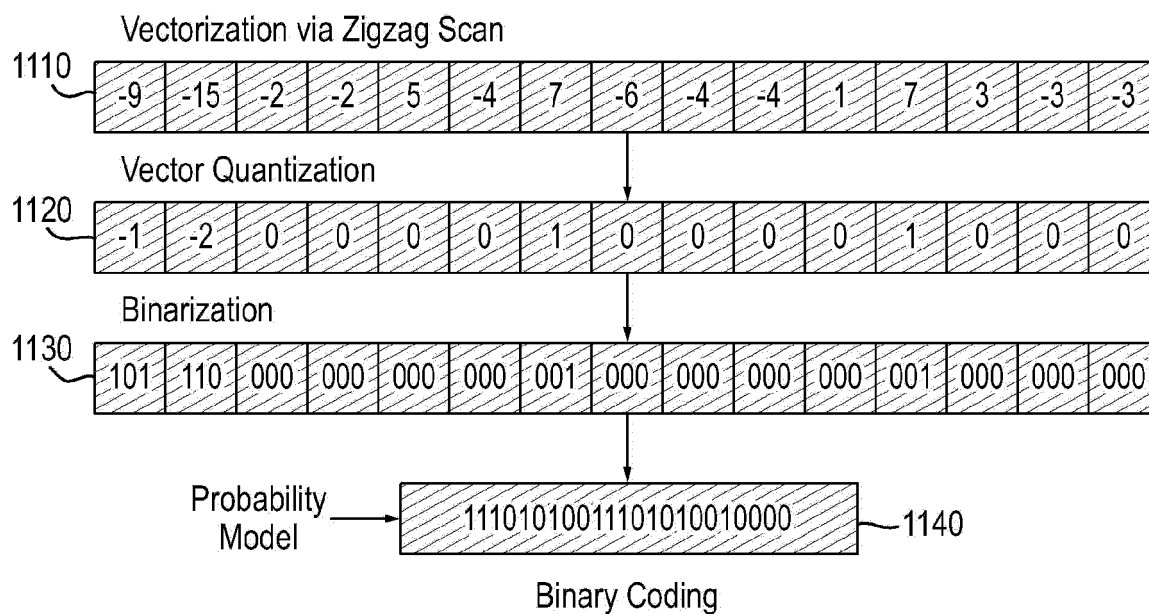 Vectorization via Zigzag Scan
1110 -9 -15 -2 -2 5 -4 7 -6 -4 -4 1 7 3 -3 -3
Vector Quantization
1120 -1 -2 0 0 0 0 1 0 0 0 0 1 0 0 0
Binarization
1130 101 110 000 000 000 000 001 000 000 000 000 001 000 000 000
Probability
Model
11101010011101010010000
1140
Binary Coding